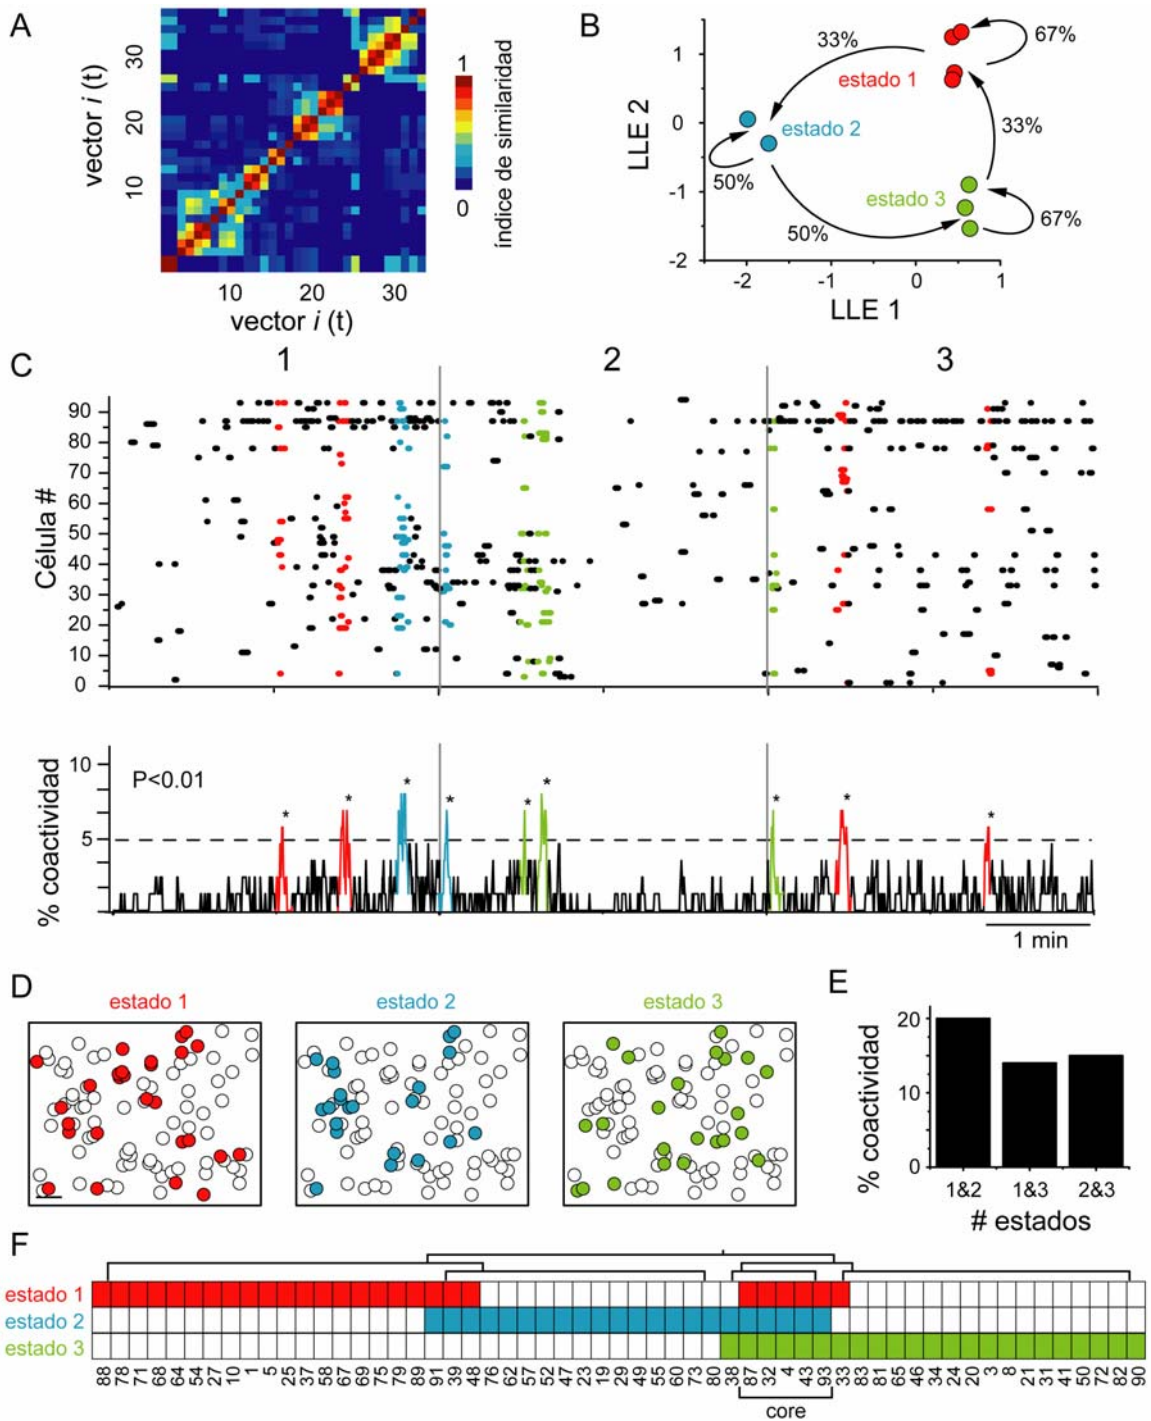 A
vector i (t)
10
20
30
10
20
30
vector i (t)
1
0
índice de similaridad
B
LLE 2
1
0
-1
-2
-2
-1
0
1
LLE 1
33%
67%
estado 1
estado 2
33%
50%
estado 3
50%
67%
C
1
2
3
Célula #
90
80
70
60
50
40
30
20
10
0
% coactividad
10
5
P<0.01
* * * * * * * * *
1 min
D
estado 1
estado 2
estado 3
E
% coactividad
20
10
0
1&2
1&3
2&3
# estados
F
estado 1
estado 2
estado 3
88 78 71 68 64 54 27 10 1 5 25 37 58 67 69 75 79 89 91 39 48 76 62 57 52 47 23 19 29 49 55 60 73 80 38 87 32 4 43 93 33 83 81 65 46 34 24 20 3 8 21 31 11 41 50 72 82 90
core